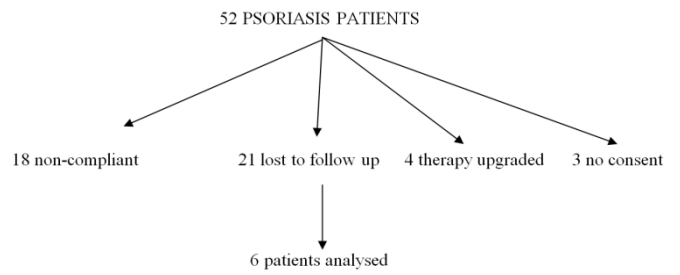 52 PSORIASIS PATIENTS
18 non-compliant
21 lost to follow up
4 therapy upgraded
3 no consent
6 patients analysed